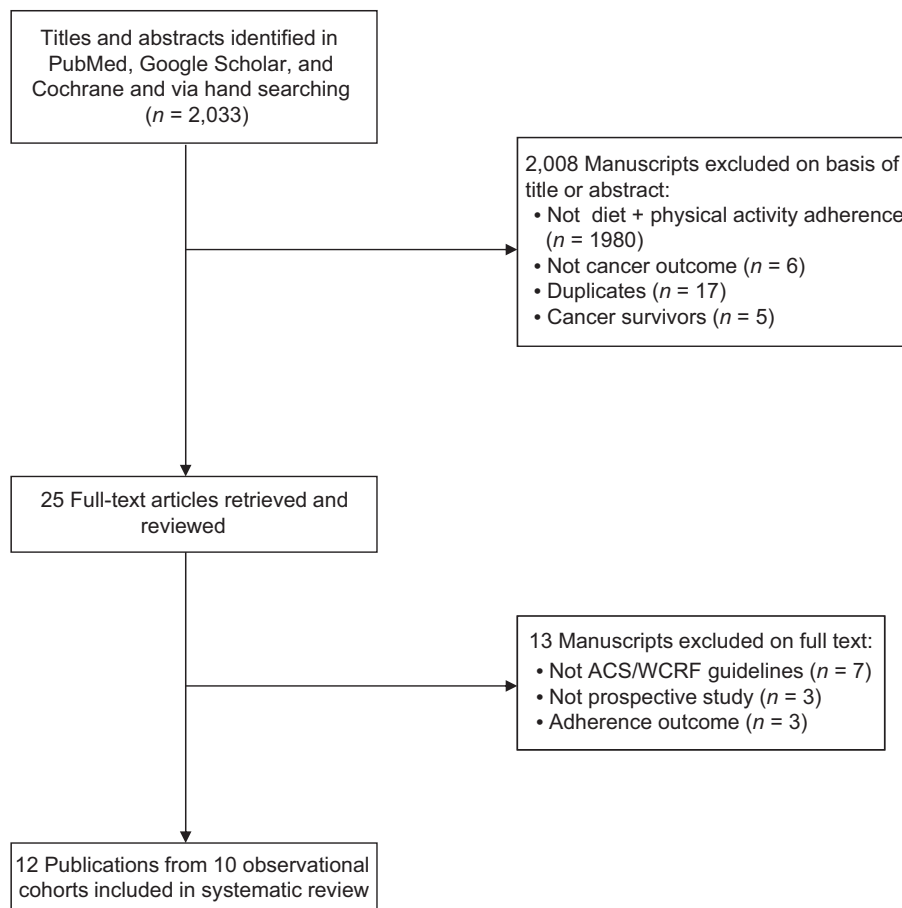 Titles and abstracts identified in
PubMed, Google Scholar, and
Cochrane and via hand searching
(n = 2,033)
2,008 Manuscripts excluded on basis of
title or abstract:
• Not diet + physical activity adherence
(n = 1980)
• Not cancer outcome (n = 6)
• Duplicates (n = 17)
• Cancer survivors (n = 5)
25 Full-text articles retrieved and
reviewed
13 Manuscripts excluded on full text:
• Not ACS/WCRF guidelines (n = 7)
• Not prospective study (n = 3)
• Adherence outcome (n = 3)
12 Publications from 10 observational
cohorts included in systematic review